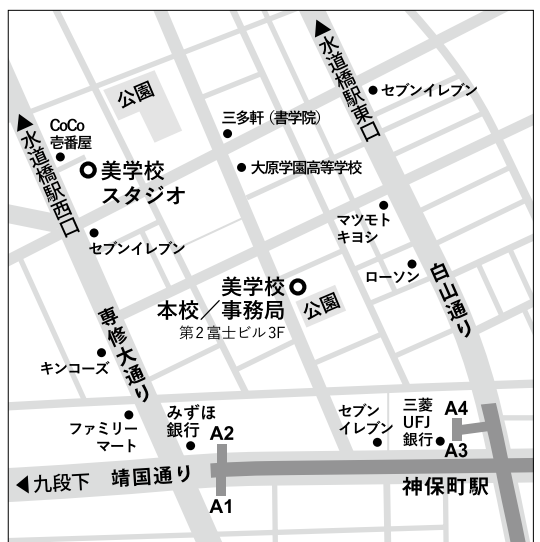 ▲水道橋駅東口
公園
セブンイレブン
▲水道橋駅西口
CoCo
壱番屋
三多軒（書学院）
美学校
スタジオ
大原学園高等学校
マツモト
キヨシ
セブンイレブン
ローソン
白山通り
美学校
本校／事務局
第2富士ビル3F
公園
専修大通り
キンコーズ
ファミリー
マート
みずほ
銀行
A2
セブン
イレブン
三菱
UFJ
銀行
A4
A3
◀九段下
靖国通り
A1
神保町駅